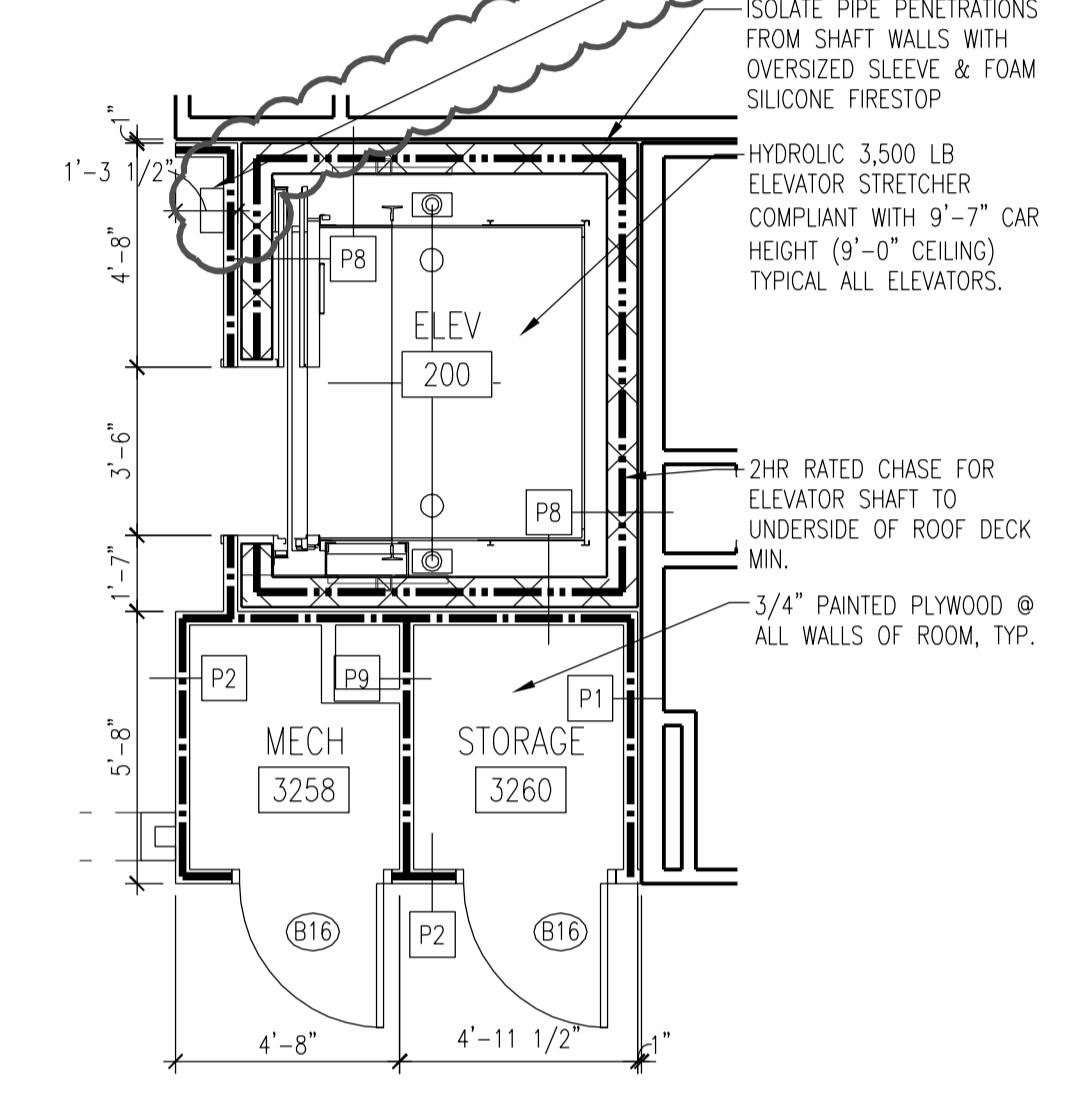 ISOLATE PIPE PENETRATIONS
FROM SHAFT WALLS WITH
OVERSIZED SLEEVE & FOAM
SILICONE FIRESTOP
HYDROLIC 3,500 LB
ELEVATOR STRETCHER
COMPLIANT WITH 9'-7" CAR
HEIGHT (9'-0" CEILING)
TYPICAL ALL ELEVATORS.
2HR RATED CHASE FOR
ELEVATOR SHAFT TO
UNDERSIDE OF ROOF DECK
MIN.
3/4" PAINTED PLYWOOD @
ALL WALLS OF ROOM, TYP.
1"
1'-3 1/2"
4'-8"
3'-6"
1'-7"
5'-8"
P8
ELEV
200
P8
P2
P9
P1
MECH
3258
STORAGE
3260
B16
P2
B16
4'-8"
4'-11 1/2"
1"